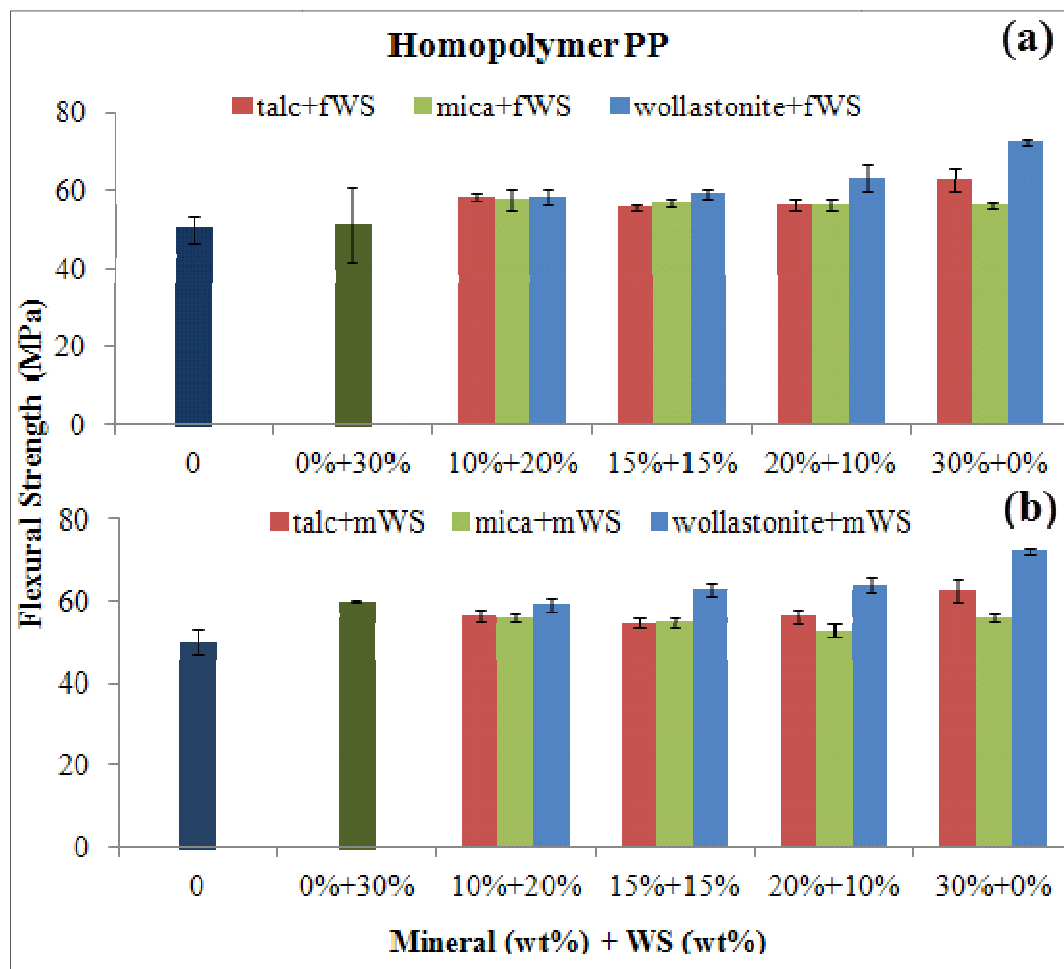 (a)
Homopolymer PP
talc+fWS mica+fWS wollastonite+fWS
80
60
40
20
0
0 0%+30% 10%+20% 15%+15% 20%+10% 30%+0%
Flexural Strength (MPa)
(b)
talc+mWS mica+mWS wollastonite+mWS
80
60
40
20
0
0 0%+30% 10%+20% 15%+15% 20%+10% 30%+0%
Mineral (wt%) + WS (wt%)